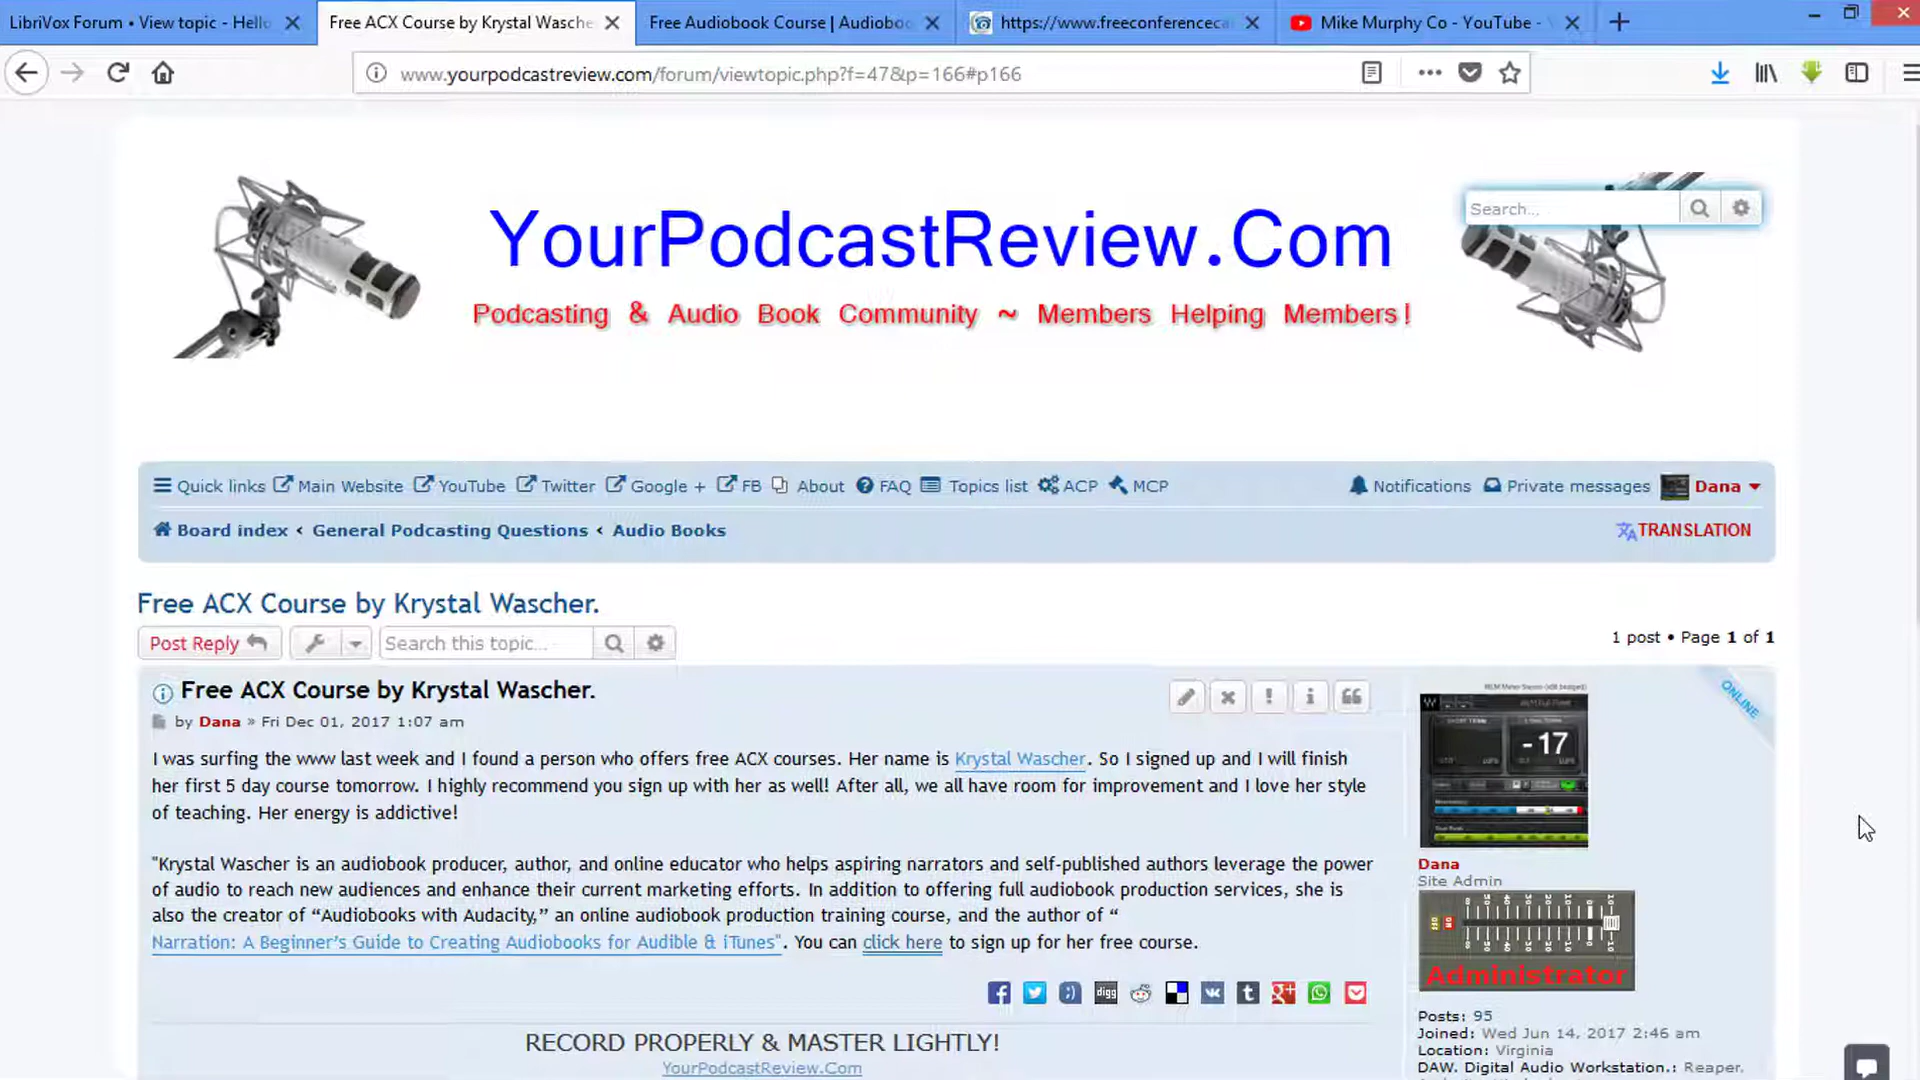 LibriVox Forum • View topic - Hello
Free ACX Course by Krystal Wasche
Free Audiobook Course | Audioboo
https://www.freeconferenceca
Mike Murphy Co - YouTube -
www.yourpodcastreview.com/forum/viewtopic.php?f=47&p=166#p166
YourPodcastReview.Com
Search...
Podcasting & Audio Book Community ~ Members Helping Members!
Quick links Main Website YouTube Twitter Google + FB About FAQ Topics list ACP MCP Notifications Private messages Dana
Board index ‹ General Podcasting Questions ‹ Audio Books
TRANSLATION
Free ACX Course by Krystal Wascher.
Post Reply Search this topic... 1 post • Page 1 of 1
Free ACX Course by Krystal Wascher.
by Dana » Fri Dec 01, 2017 1:07 am
I was surfing the www last week and I found a person who offers free ACX courses. Her name is Krystal Wascher. So I signed up and I will finish
her first 5 day course tomorrow. I highly recommend you sign up with her as well! After all, we all have room for improvement and I love her style
of teaching. Her energy is addictive!
"Krystal Wascher is an audiobook producer, author, and online educator who helps aspiring narrators and self-published authors leverage the power
of audio to reach new audiences and enhance their current marketing efforts. In addition to offering full audiobook production services, she is
also the creator of “Audiobooks with Audacity,” an online audiobook production training course, and the author of “
Narration: A Beginner’s Guide to Creating Audiobooks for Audible & iTunes". You can click here to sign up for her free course.
digg
RECORD PROPERLY & MASTER LIGHTLY!
YourPodcastReview.Com
ONLINE
-17
Dana
Site Admin
Administrator
Posts: 95
Joined: Wed Jun 14, 2017 2:46 am
Location: Virginia
DAW. Digital Audio Workstation.: Reaper,